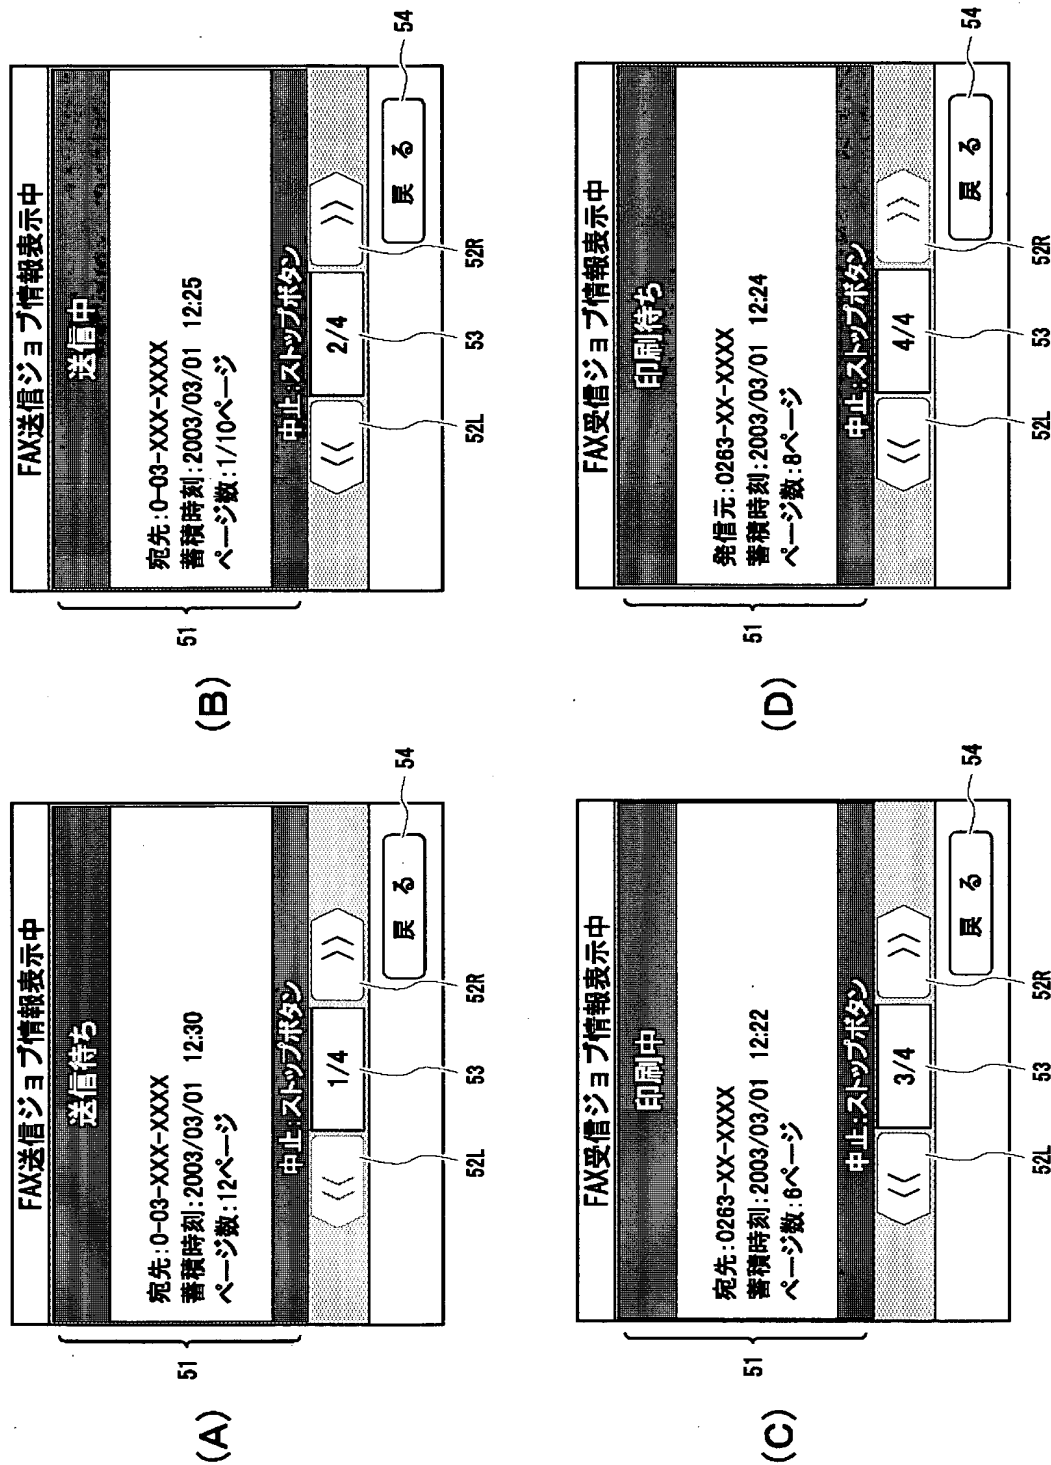 (A)
FAX送信ジョブ情報表示中
送信待ち
宛先:0-03-XXX-XXXX
蓄積時刻:2003/03/01 12:30
ページ数:12ページ
中止:ストップボタン
1/4
戻る
51
52L
53
52R
54
(B)
FAX送信ジョブ情報表示中
送信中
宛先:0-03-XXX-XXXX
蓄積時刻:2003/03/01 12:25
ページ数:1/10ページ
中止:ストップボタン
2/4
戻る
51
52L
53
52R
54
(C)
FAX受信ジョブ情報表示中
印刷中
宛先:0263-XX-XXXX
蓄積時刻:2003/03/01 12:22
ページ数:6ページ
中止:ストップボタン
3/4
戻る
51
52L
53
52R
54
(D)
FAX受信ジョブ情報表示中
印刷待ち
発信元:0263-XX-XXXX
蓄積時刻:2003/03/01 12:24
ページ数:8ページ
中止:ストップボタン
4/4
戻る
51
52L
53
52R
54